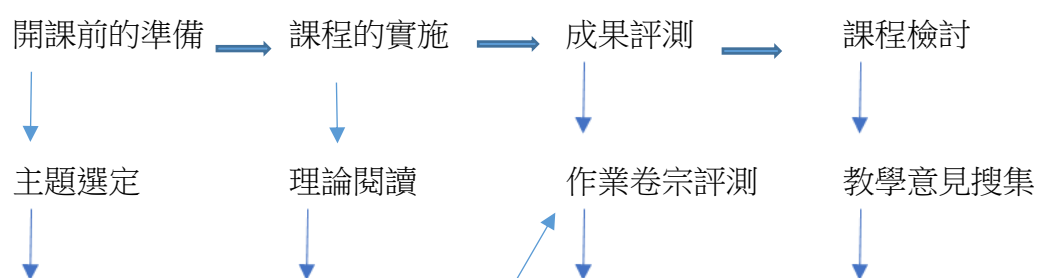 開課前的準備 課程的實施 成果評測 課程檢討
主題選定 理論閱讀 作業卷宗評測 教學意見搜集